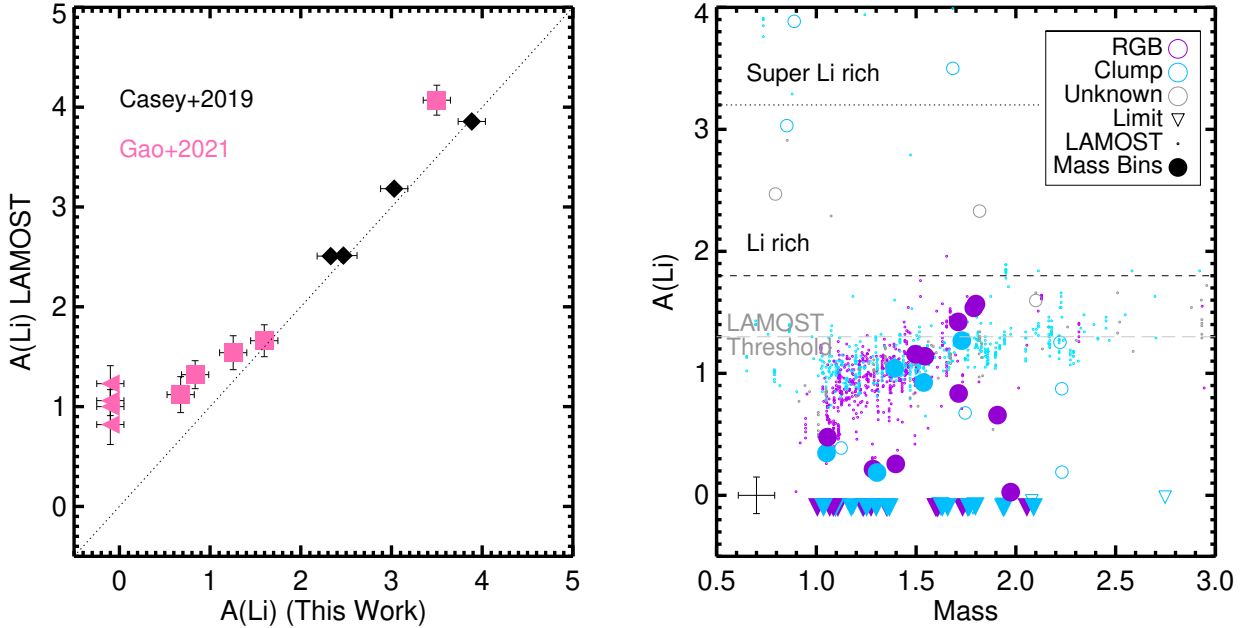 Casey+2019
Gao+2021
A(Li) LAMOST
5
4
3
2
1
0
0 1 2 3 4 5
A(Li) (This Work)
A(Li)
4
3
2
1
0
Super Li rich
Li rich
LAMOST
Threshold
RGB
Clump
Unknown
Limit
LAMOST
Mass Bins
0.5 1.0 1.5 2.0 2.5 3.0
Mass